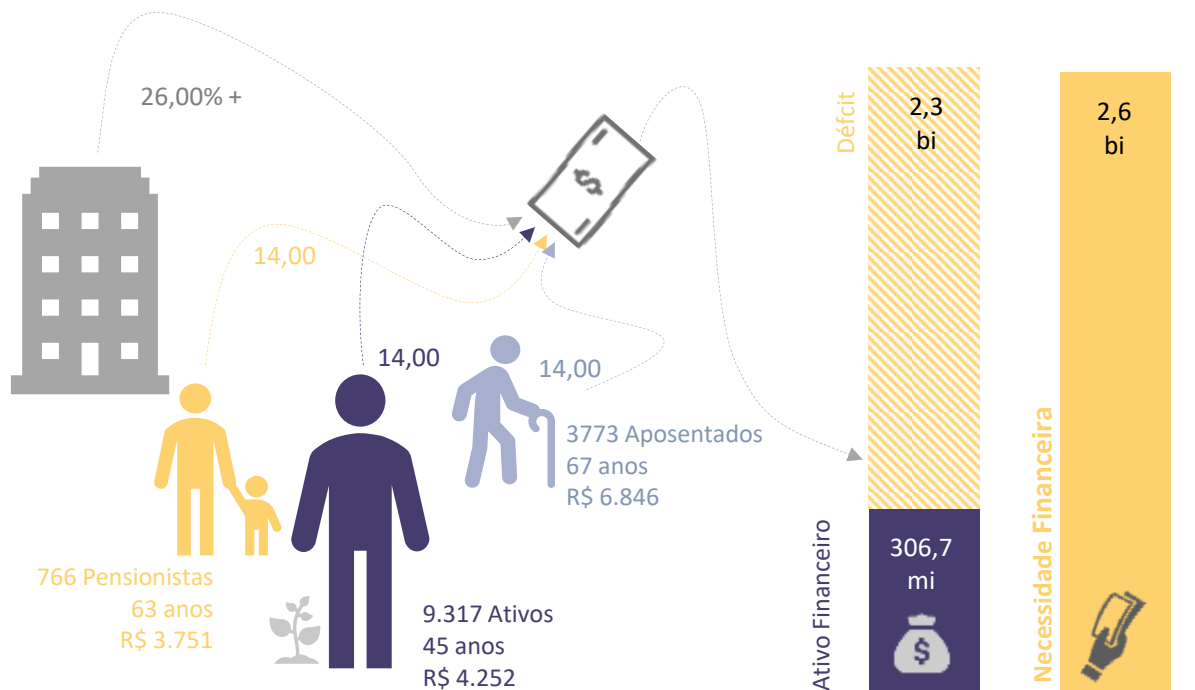 26,00% +
14,00
14,00
14,00
3773 Aposentados
67 anos
R$ 6.846
766 Pensionistas
63 anos
R$ 3.751
9.317 Ativos
45 anos
R$ 4.252
$
Défcit
2,3
bi
Ativo Financeiro
306,7
mi
$
Necessidade Financeira
2,6
bi